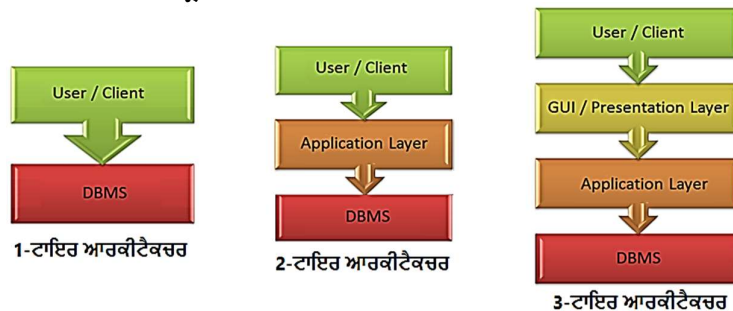 User / Client
DBMS
1-ਟਾਇਰ ਆਰਕੀਟੈਕਚਰ
User / Client
Application Layer
DBMS
2-ਟਾਇਰ ਆਰਕੀਟੈਕਚਰ
User / Client
GUI / Presentation Layer
Application Layer
DBMS
3-ਟਾਇਰ ਆਰਕੀਟੈਕਚਰ